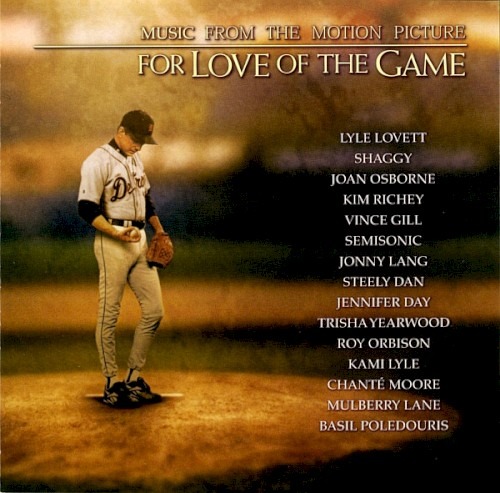 MUSIC FROM THE MOTION PICTURE
FOR LOVE OF THE GAME
LYLE LOVETT
SHAGGY
JOAN OSBORNE
KIM RICHEY
VINCE GILL
SEMISONIC
JONNY LANG
STEELY DAN
JENNIFER DAY
TRISHA YEARWOOD
ROY ORBISON
KAMI LYLE
CHANTÉ MOORE
MULBERRY LANE
BASIL POLEDOURIS